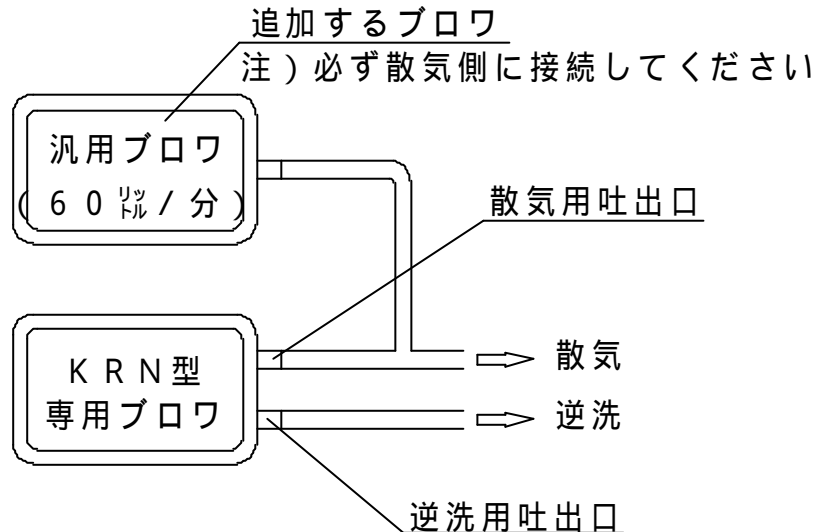 追加するブロワ
注）必ず散気側に接続してください
汎用ブロワ
（６０㍑／分）
散気用吐出口
ＫＲＮ型
専用ブロワ
散気
逆洗
逆洗用吐出口